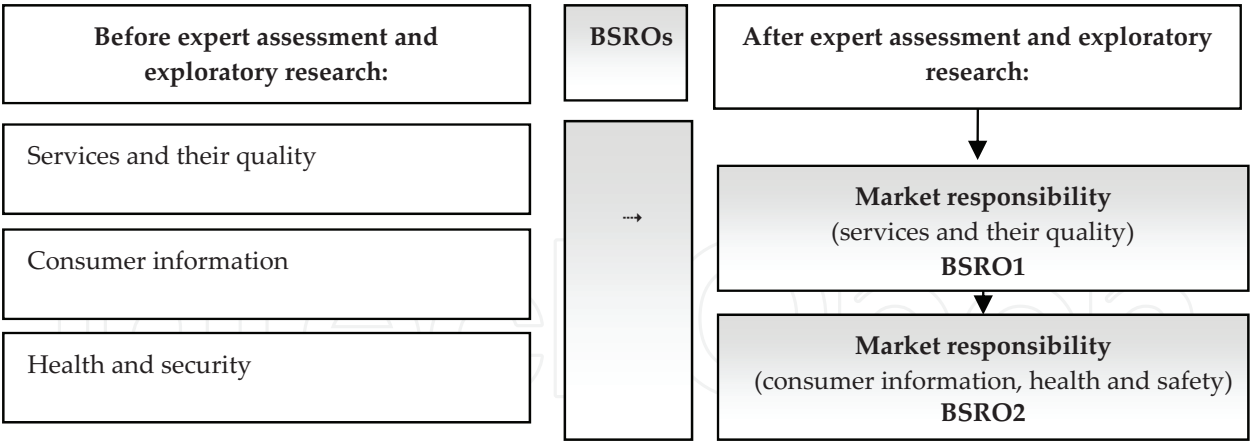 Before expert assessment and
exploratory research:
BSROs
After expert assessment and exploratory
research:
Services and their quality
Consumer information
Health and security
Market responsibility
(services and their quality)
BSRO1
Market responsibility
(consumer information, health and safety)
BSRO2